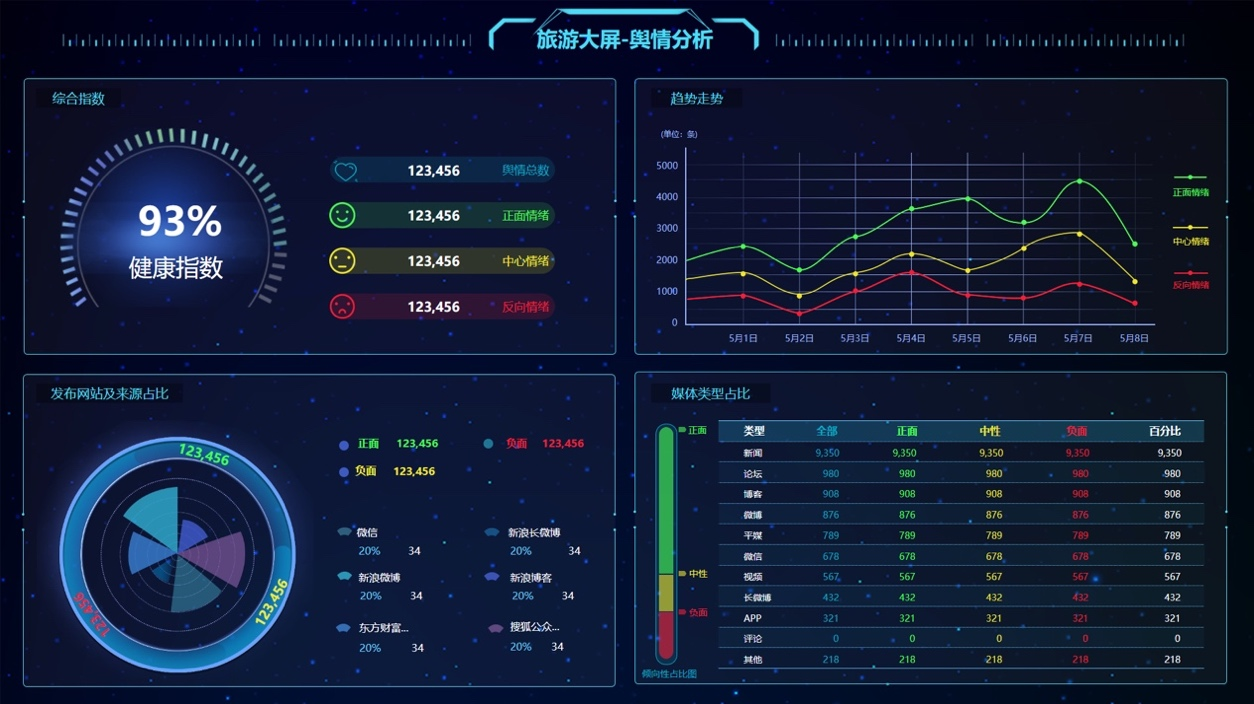 旅游大屏-舆情分析
综合指数
93%
健康指数
123,456 舆情总数
123,456 正面情绪
123,456 中心情绪
123,456 反向情绪
趋势走势
(单位: 条)
5000
4000
3000
2000
1000
0
5月1日 5月2日 5月3日 5月4日 5月5日 5月6日 5月7日 5月8日
正面情绪
中心情绪
反向情绪
发布网站及来源占比
123,456
123,456
123,456
正面 123,456 负面 123,456
负面 123,456
微信 新浪长微博
20% 34 20% 34
新浪微博 新浪博客
20% 34 20% 34
东方财富... 搜狐公众...
20% 34 20% 34
媒体类型占比
正面
中性
负面
倾向性占比图
类型 全部 正面 中性 负面 百分比
新闻 9,350 9,350 9,350 9,350 9,350
论坛 980 980 980 980 980
博客 908 908 908 908 908
微博 876 876 876 876 876
平媒 789 789 789 789 789
微信 678 678 678 678 678
视频 567 567 567 567 567
长微博 432 432 432 432 432
APP 321 321 321 321 321
评论 0 0 0 0 0
其他 218 218 218 218 218